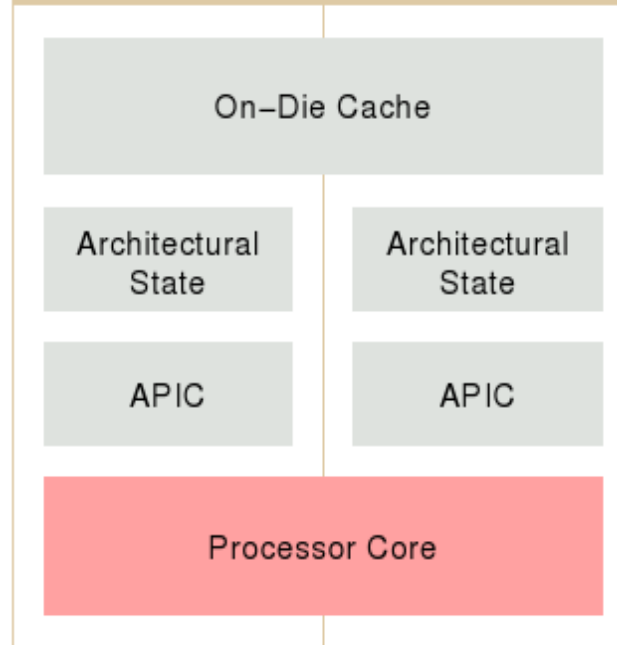 On–Die Cache
Architectural Architectural
State State
APIC APIC
Processor Core